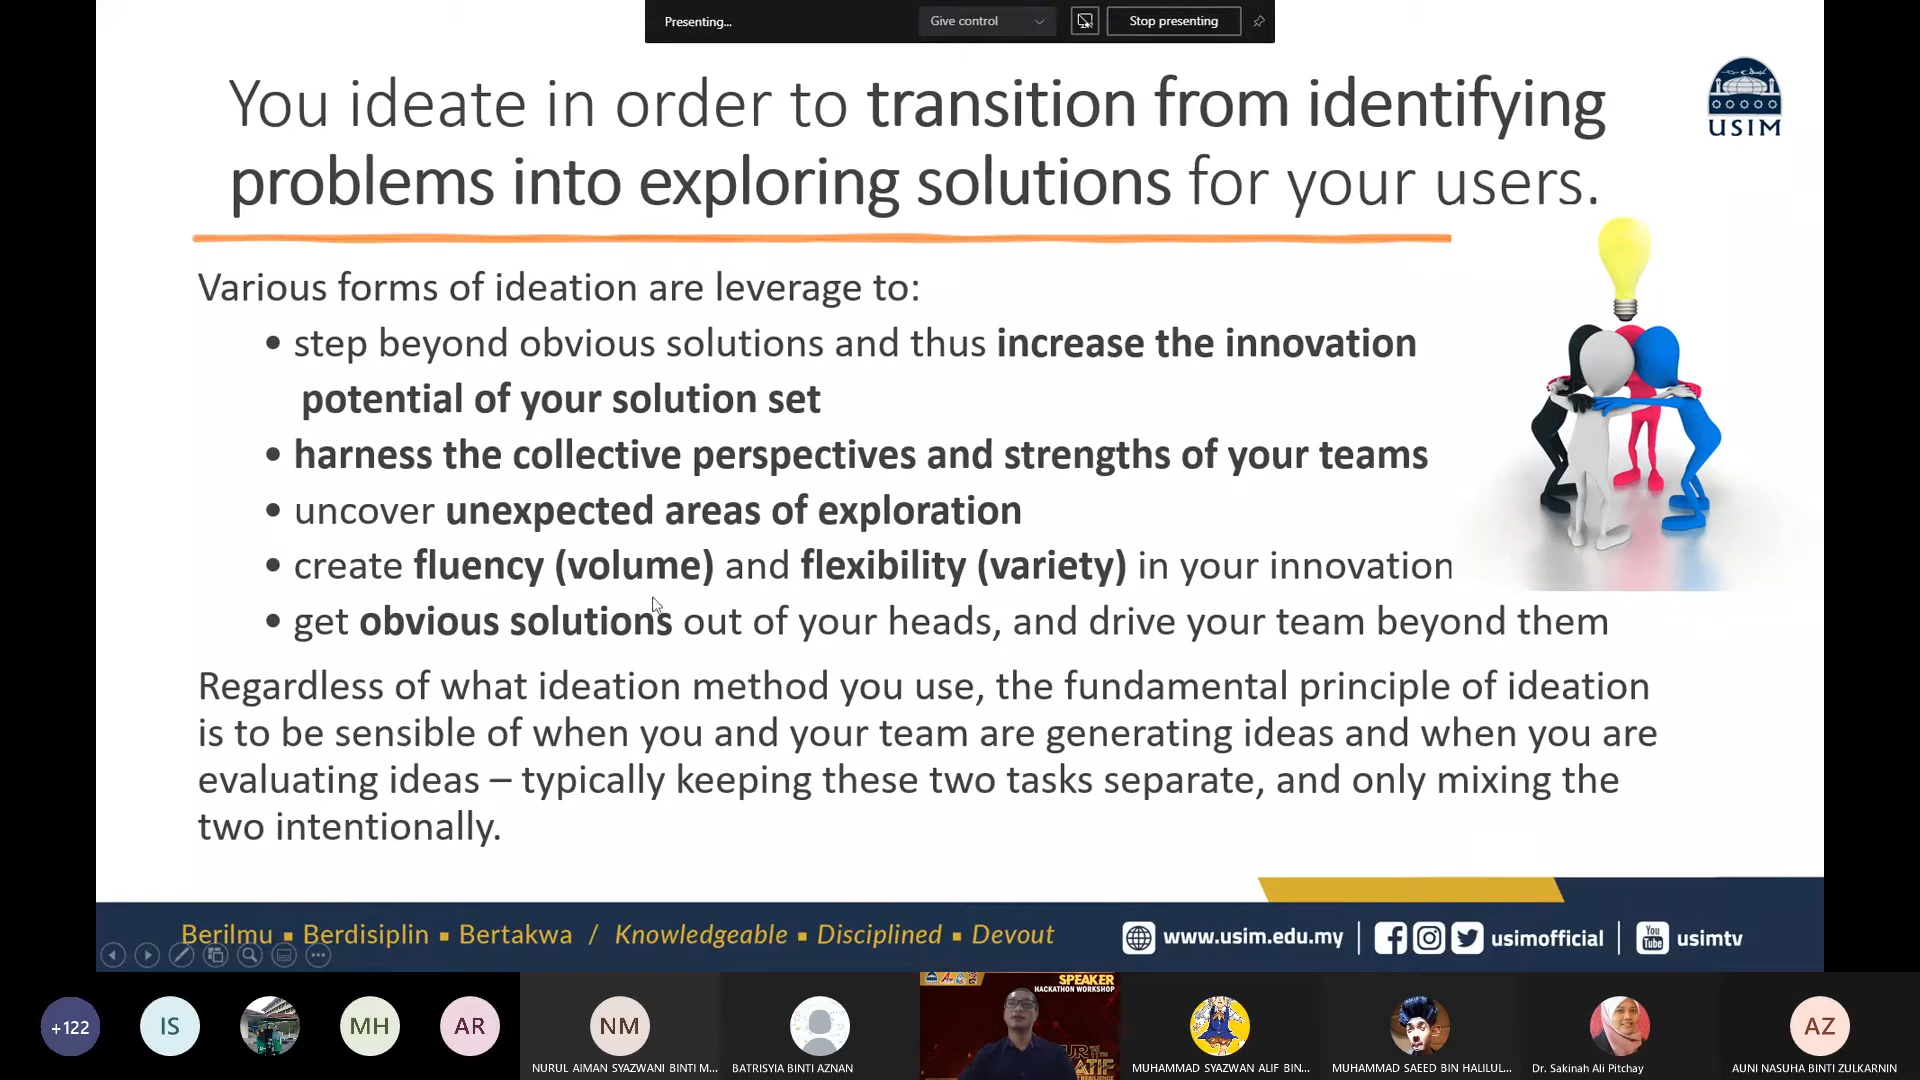 Presenting...
Give control
Stop presenting
You ideate in order to transition from identifying
problems into exploring solutions for your users.
USIM
Various forms of ideation are leverage to:
• step beyond obvious solutions and thus increase the innovation
potential of your solution set
• harness the collective perspectives and strengths of your teams
• uncover unexpected areas of exploration
• create fluency (volume) and flexibility (variety) in your innovation
• get obvious solutions out of your heads, and drive your team beyond them
Regardless of what ideation method you use, the fundamental principle of ideation
is to be sensible of when you and your team are generating ideas and when you are
evaluating ideas – typically keeping these two tasks separate, and only mixing the
two intentionally.
Berilmu ▪ Berdisiplin ▪ Bertakwa / Knowledgeable ▪ Disciplined ▪ Devout
www.usim.edu.my | usimofficial | You Tube usimtv
+122
IS
MH
AR
NM
NURUL AIMAN SYAZWANI BINTI M...
BATRISYIA BINTI AZNAN
SPEAKER
HACKATHON WORKSHOP
MUHAMMAD SYAZWAN ALIF BIN...
MUHAMMAD SAEED BIN HALILUL...
Dr. Sakinah Ali Pitchay
AZ
AUNI NASUHA BINTI ZULKARNIN